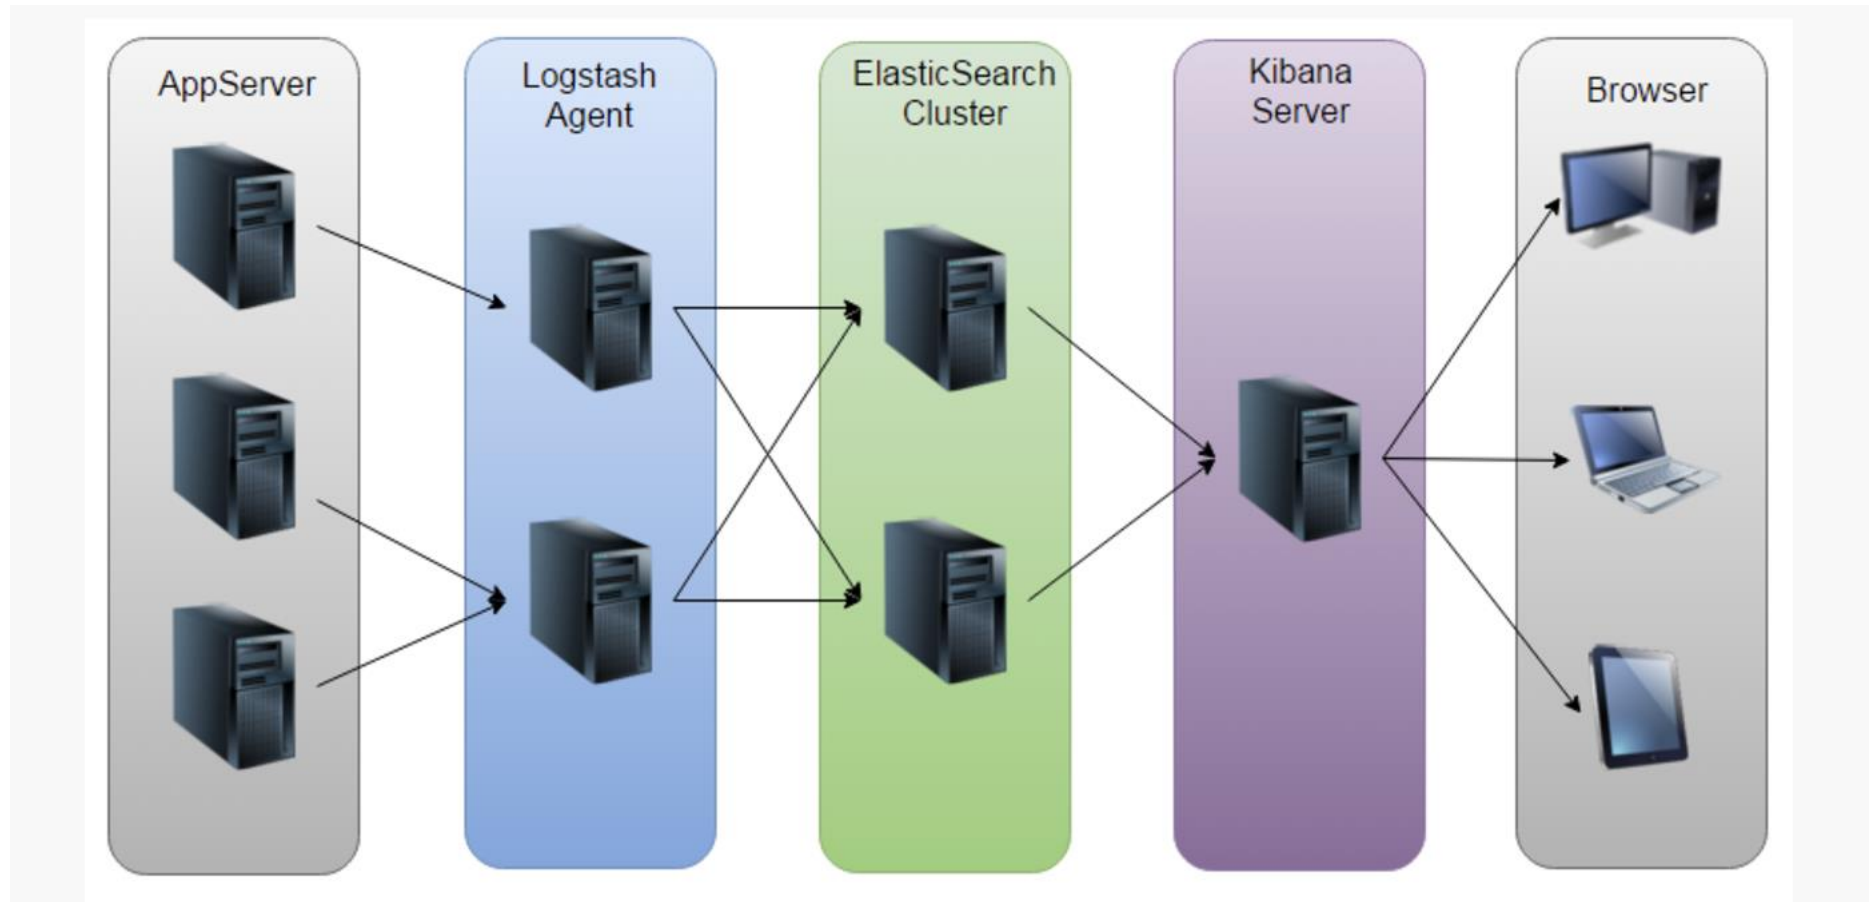 AppServer
Logstash
Agent
ElasticSearch
Cluster
Kibana
Server
Browser